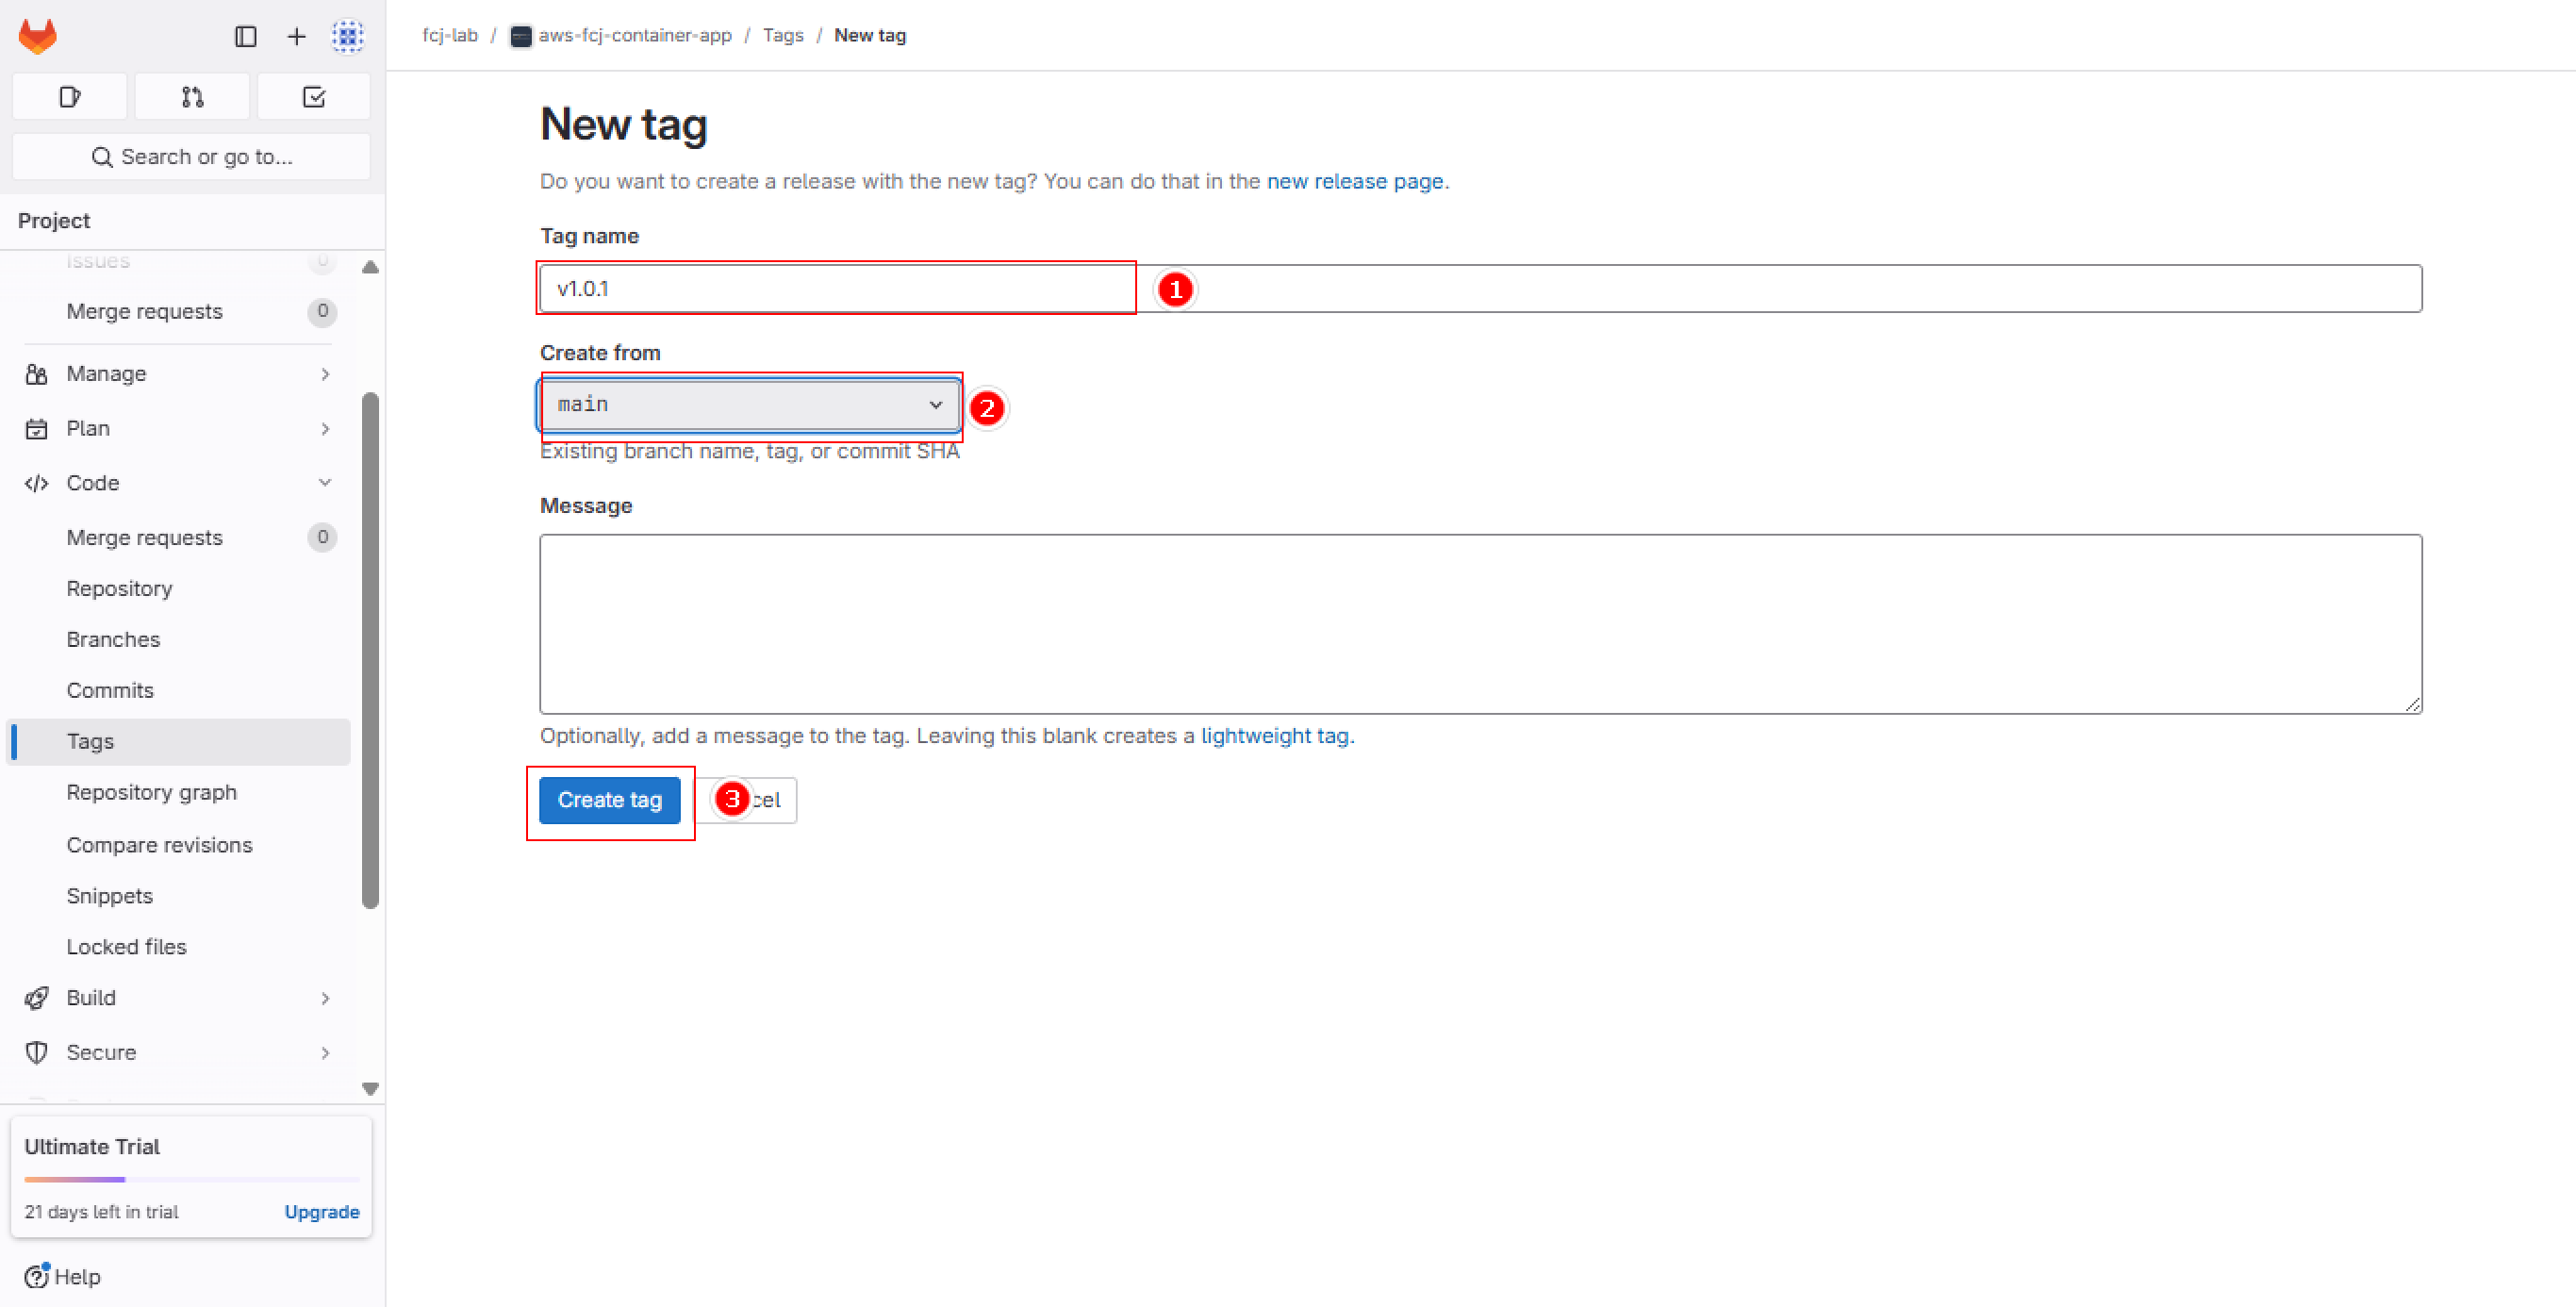 fcj-lab / aws-fcj-container-app / Tags / New tag
Search or go to...
Project
Issues 0
Merge requests 0
Manage
Plan
Code
Merge requests 0
Repository
Branches
Commits
Tags
Repository graph
Compare revisions
Snippets
Locked files
Build
Secure
Ultimate Trial
21 days left in trial Upgrade
Help
New tag
Do you want to create a release with the new tag? You can do that in the new release page.
Tag name
v1.0.1 1
Create from
main 2
Existing branch name, tag, or commit SHA
Message
Optionally, add a message to the tag. Leaving this blank creates a lightweight tag.
Create tag 3 cel